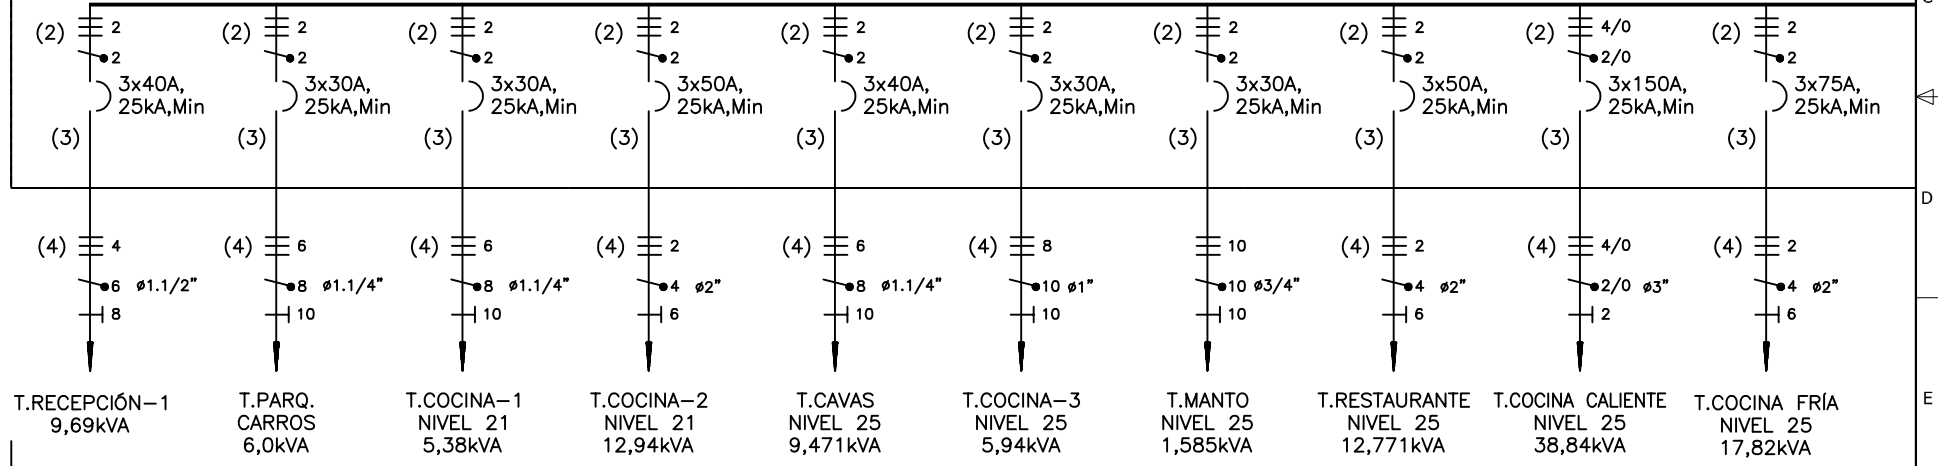 C
(2) 2 (2) 2 (2) 2 (2) 2 (2) 2 (2) 2 (2) 2 (2) 2 (2) 4/0 (2) 2
2 2 2 2 2 2 2 2 2/0 2
3x40A, 3x30A, 3x30A, 3x50A, 3x40A, 3x30A, 3x30A, 3x50A, 3x150A, 3x75A,
25kA,Min 25kA,Min 25kA,Min 25kA,Min 25kA,Min 25kA,Min 25kA,Min 25kA,Min 25kA,Min 25kA,Min
(3) (3) (3) (3) (3) (3) (3) (3) (3) (3)
D
(4) 4 (4) 6 (4) 6 (4) 2 (4) 6 (4) 8 10 (4) 2 (4) 4/0 (4) 2
6 ø1.1/2" 8 ø1.1/4" 8 ø1.1/4" 4 ø2" 8 ø1.1/4" 10 ø1" 10 ø3/4" 4 ø2" 2/0 ø3" 4 ø2"
8 10 10 6 10 10 10 6 2 6
T.RECEPCIÓN-1
9,69kVA
T.PARQ.
CARROS
6,0kVA
T.COCINA-1
NIVEL 21
5,38kVA
T.COCINA-2
NIVEL 21
12,94kVA
T.CAVAS
NIVEL 25
9,471kVA
T.COCINA-3
NIVEL 25
5,94kVA
T.MANTO
NIVEL 25
1,585kVA
T.RESTAURANTE
NIVEL 25
12,771kVA
T.COCINA CALIENTE
NIVEL 25
38,84kVA
T.COCINA FRÍA
NIVEL 25
17,82kVA
E